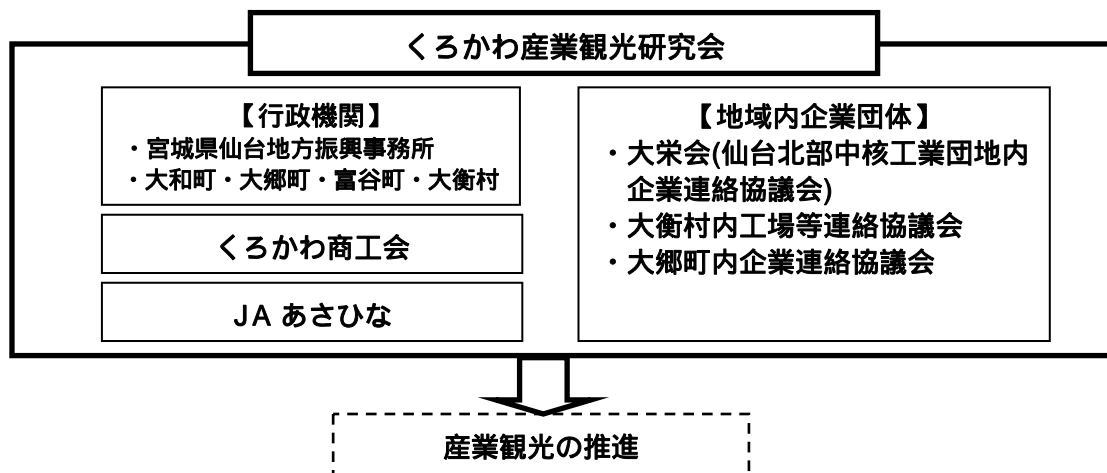 くろかわ産業観光研究会
【行政機関】
・宮城県仙台地方振興事務所
・大和町・大郷町・富谷町・大衡村
くろかわ商工会
JA あさひな
【地域内企業団体】
・大栄会(仙台北部中核工業団地内
企業連絡協議会)
・大衡村内工場等連絡協議会
・大郷町内企業連絡協議会
産業観光の推進